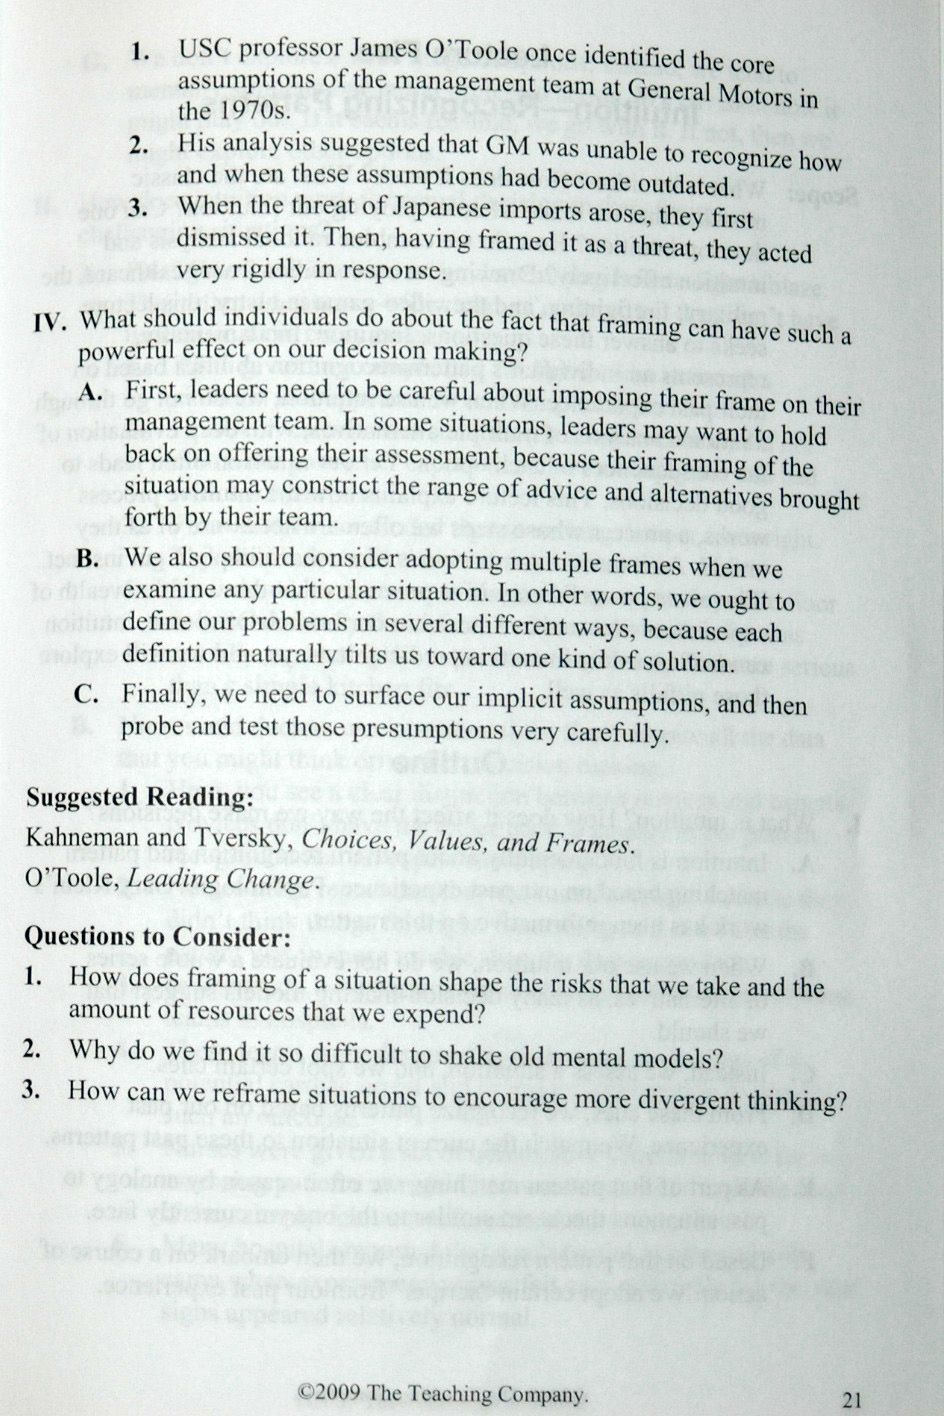 1. USC professor James O'Toole once identified the core
assumptions of the management team at General Motors in
the 1970s.
2. His analysis suggested that GM was unable to recognize how
and when these assumptions had become outdated.
3. When the threat of Japanese imports arose, they first
dismissed it. Then, having framed it as a threat, they acted
very rigidly in response.
IV. What should individuals do about the fact that framing can have such a
powerful effect on our decision making?
A. First, leaders need to be careful about imposing their frame on their
management team. In some situations, leaders may want to hold
back on offering their assessment, because their framing of the
situation may constrict the range of advice and alternatives brought
forth by their team.
B. We also should consider adopting multiple frames when we
examine any particular situation. In other words, we ought to
define our problems in several different ways, because each
definition naturally tilts us toward one kind of solution.
C. Finally, we need to surface our implicit assumptions, and then
probe and test those presumptions very carefully.
Suggested Reading:
Kahneman and Tversky, Choices, Values, and Frames.
O'Toole, Leading Change.
Questions to Consider:
1. How does framing of a situation shape the risks that we take and the
amount of resources that we expend?
2. Why do we find it so difficult to shake old mental models?
3. How can we reframe situations to encourage more divergent thinking?
©2009 The Teaching Company.
21